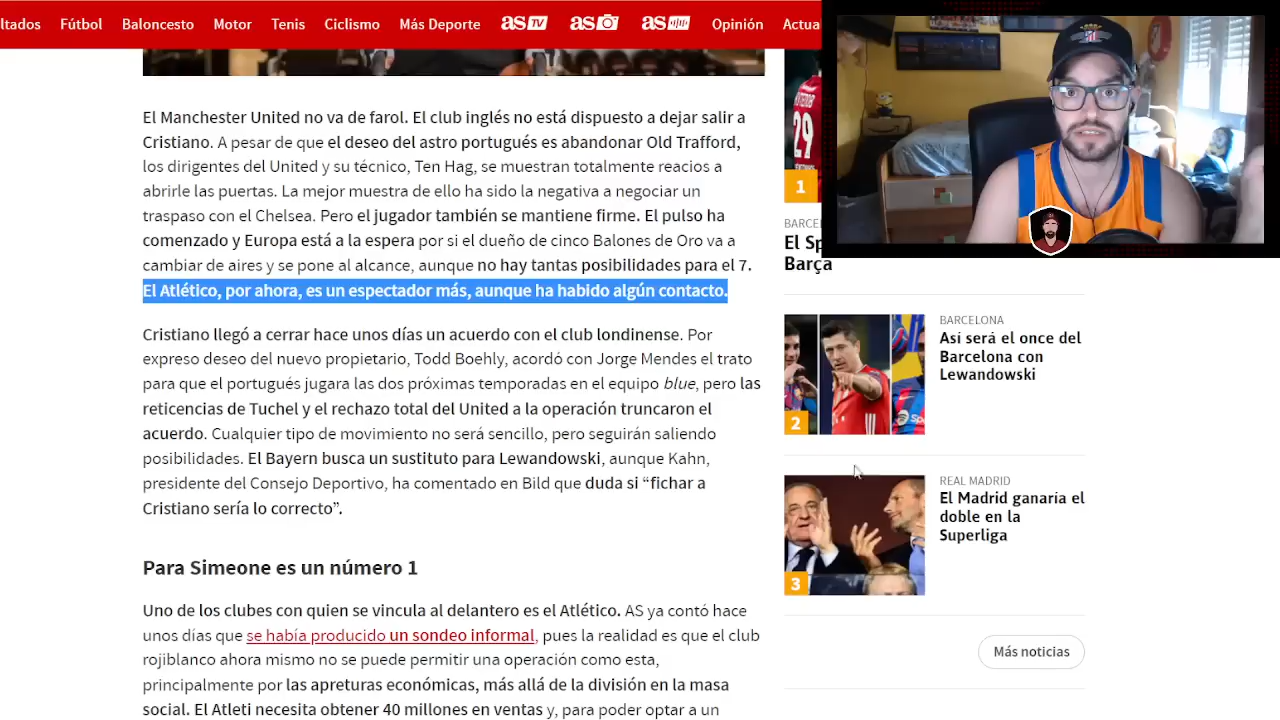 ltados Fútbol Baloncesto Motor Tenis Ciclismo Más Deporte as TV as as Opinión Actua
El Manchester United no va de farol. El club inglés no está dispuesto a dejar salir a
Cristiano. A pesar de que el deseo del astro portugués es abandonar Old Trafford,
los dirigentes del United y su técnico, Ten Hag, se muestran totalmente reacios a
abrirle las puertas. La mejor muestra de ello ha sido la negativa a negociar un
traspaso con el Chelsea. Pero el jugador también se mantiene firme. El pulso ha
comenzado y Europa está a la espera por si el dueño de cinco Balones de Oro va a
cambiar de aires y se pone al alcance, aunque no hay tantas posibilidades para el 7.
El Atlético, por ahora, es un espectador más, aunque ha habido algún contacto.
Cristiano llegó a cerrar hace unos días un acuerdo con el club londinense. Por
expreso deseo del nuevo propietario, Todd Boehly, acordó con Jorge Mendes el trato
para que el portugués jugara las dos próximas temporadas en el equipo blue, pero las
reticencias de Tuchel y el rechazo total del United a la operación truncaron el
acuerdo. Cualquier tipo de movimiento no será sencillo, pero seguirán saliendo
posibilidades. El Bayern busca un sustituto para Lewandowski, aunque Kahn,
presidente del Consejo Deportivo, ha comentado en Bild que duda si “fichar a
Cristiano sería lo correcto”.
Para Simeone es un número 1
Uno de los clubes con quien se vincula al delantero es el Atlético. AS ya contó hace
unos días que se había producido un sondeo informal, pues la realidad es que el club
rojiblanco ahora mismo no se puede permitir una operación como esta,
principalmente por las apreturas económicas, más allá de la división en la masa
social. El Atleti necesita obtener 40 millones en ventas y, para poder optar a un
29
1
BARCE
El Sp
Barça
2
BARCELONA
Así será el once del
Barcelona con
Lewandowski
3
REAL MADRID
El Madrid ganaría el
doble en la
Superliga
Más noticias